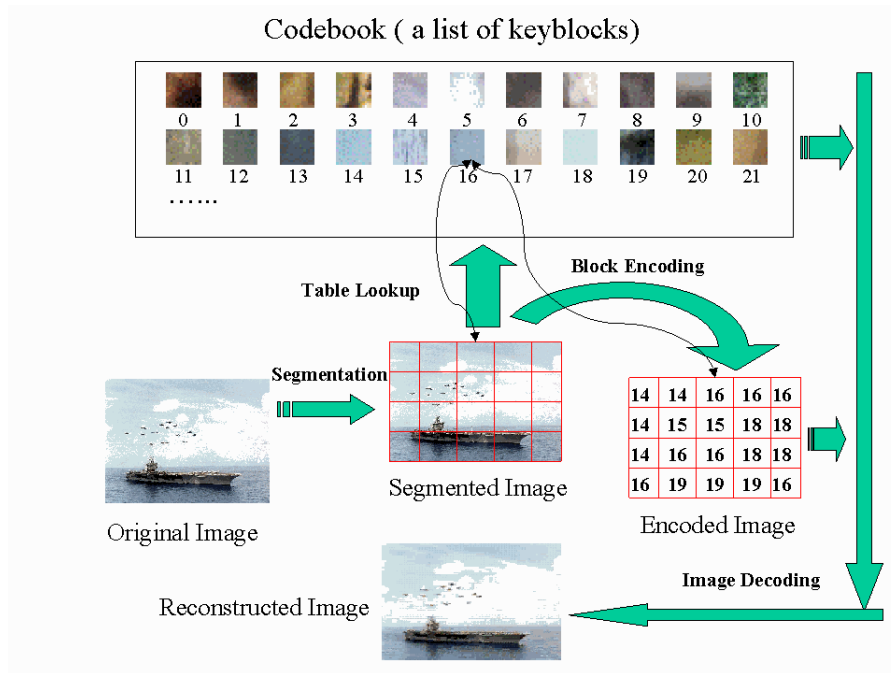 Codebook ( a list of keyblocks)
0 1 2 3 4 5 6 7 8 9 10
11 12 13 14 15 16 17 18 19 20 21
......
Block Encoding
Table Lookup
Segmentation
14 14 16 16 16
14 15 15 18 18
14 16 16 18 18
16 19 19 19 16
Segmented Image
Encoded Image
Original Image
Image Decoding
Reconstructed Image